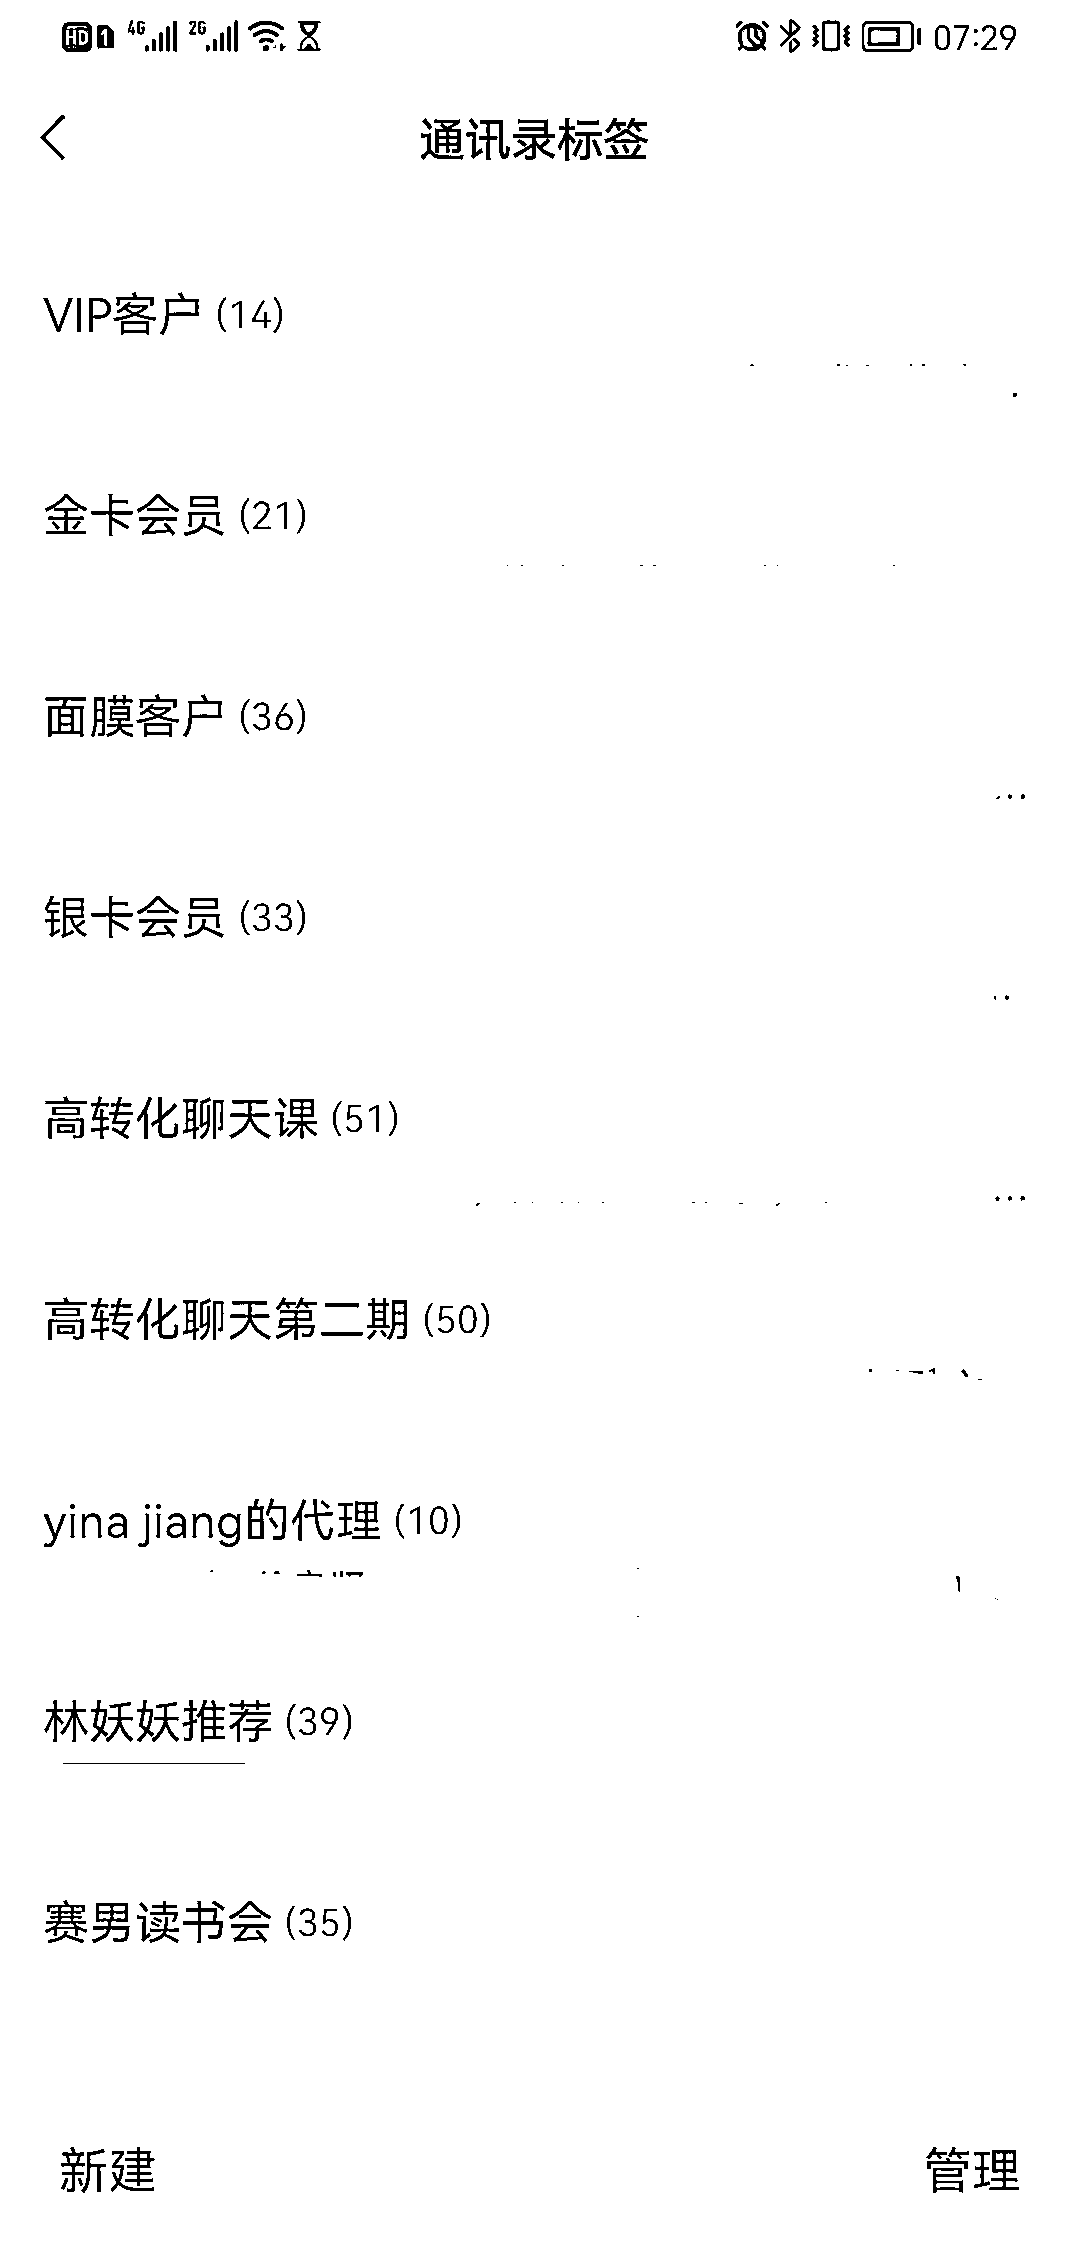 HD 1 4G 2G 07:29
通讯录标签
VIP客户 (14)
金卡会员 (21)
面膜客户 (36)
...
银卡会员 (33)
高转化聊天课 (51)
...
高转化聊天第二期 (50)
yina jiang的代理 (10)
林妖妖推荐 (39)
赛男读书会 (35)
新建 管理